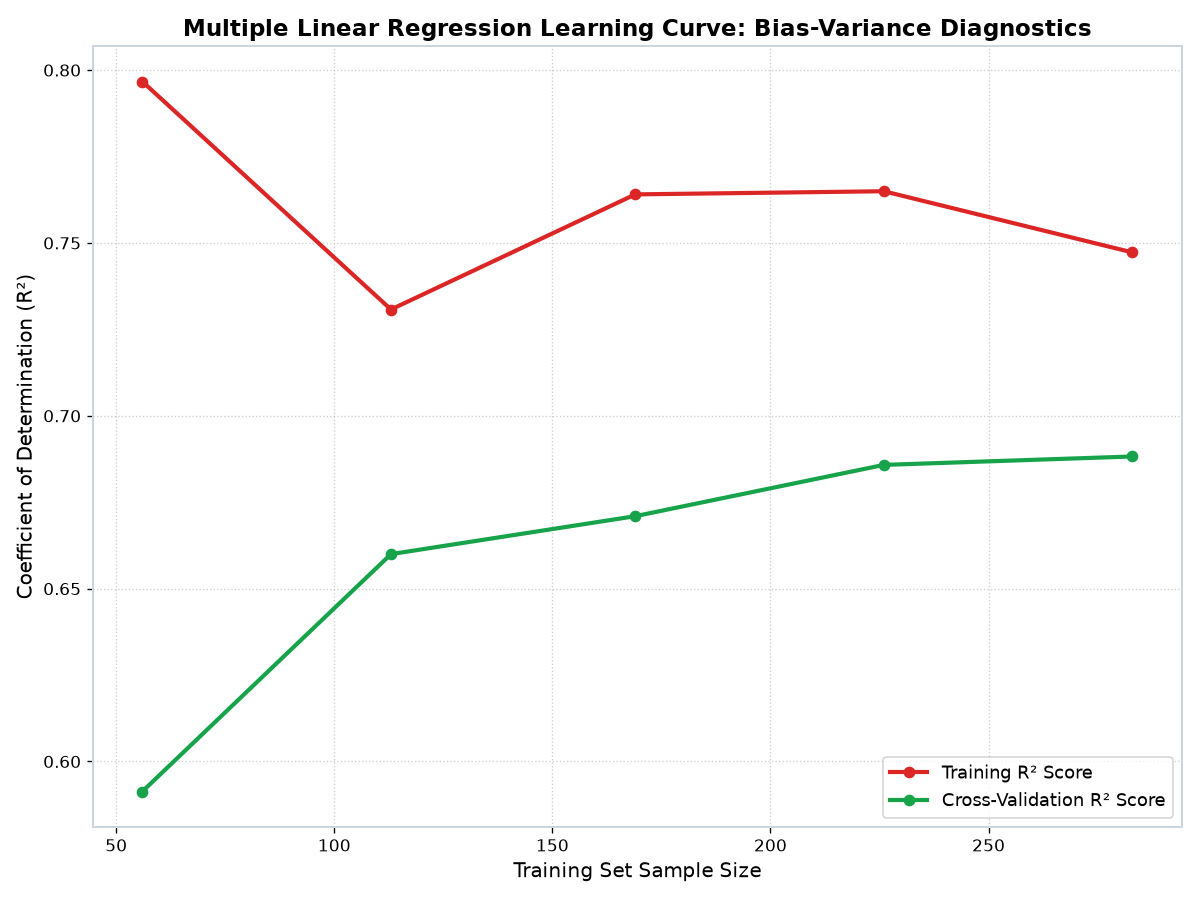 Multiple Linear Regression Learning Curve: Bias-Variance Diagnostics
Coefficient of Determination (R²)
0.80
0.75
0.70
0.65
0.60
50 100 150 200 250
Training Set Sample Size
Training R² Score
Cross-Validation R² Score